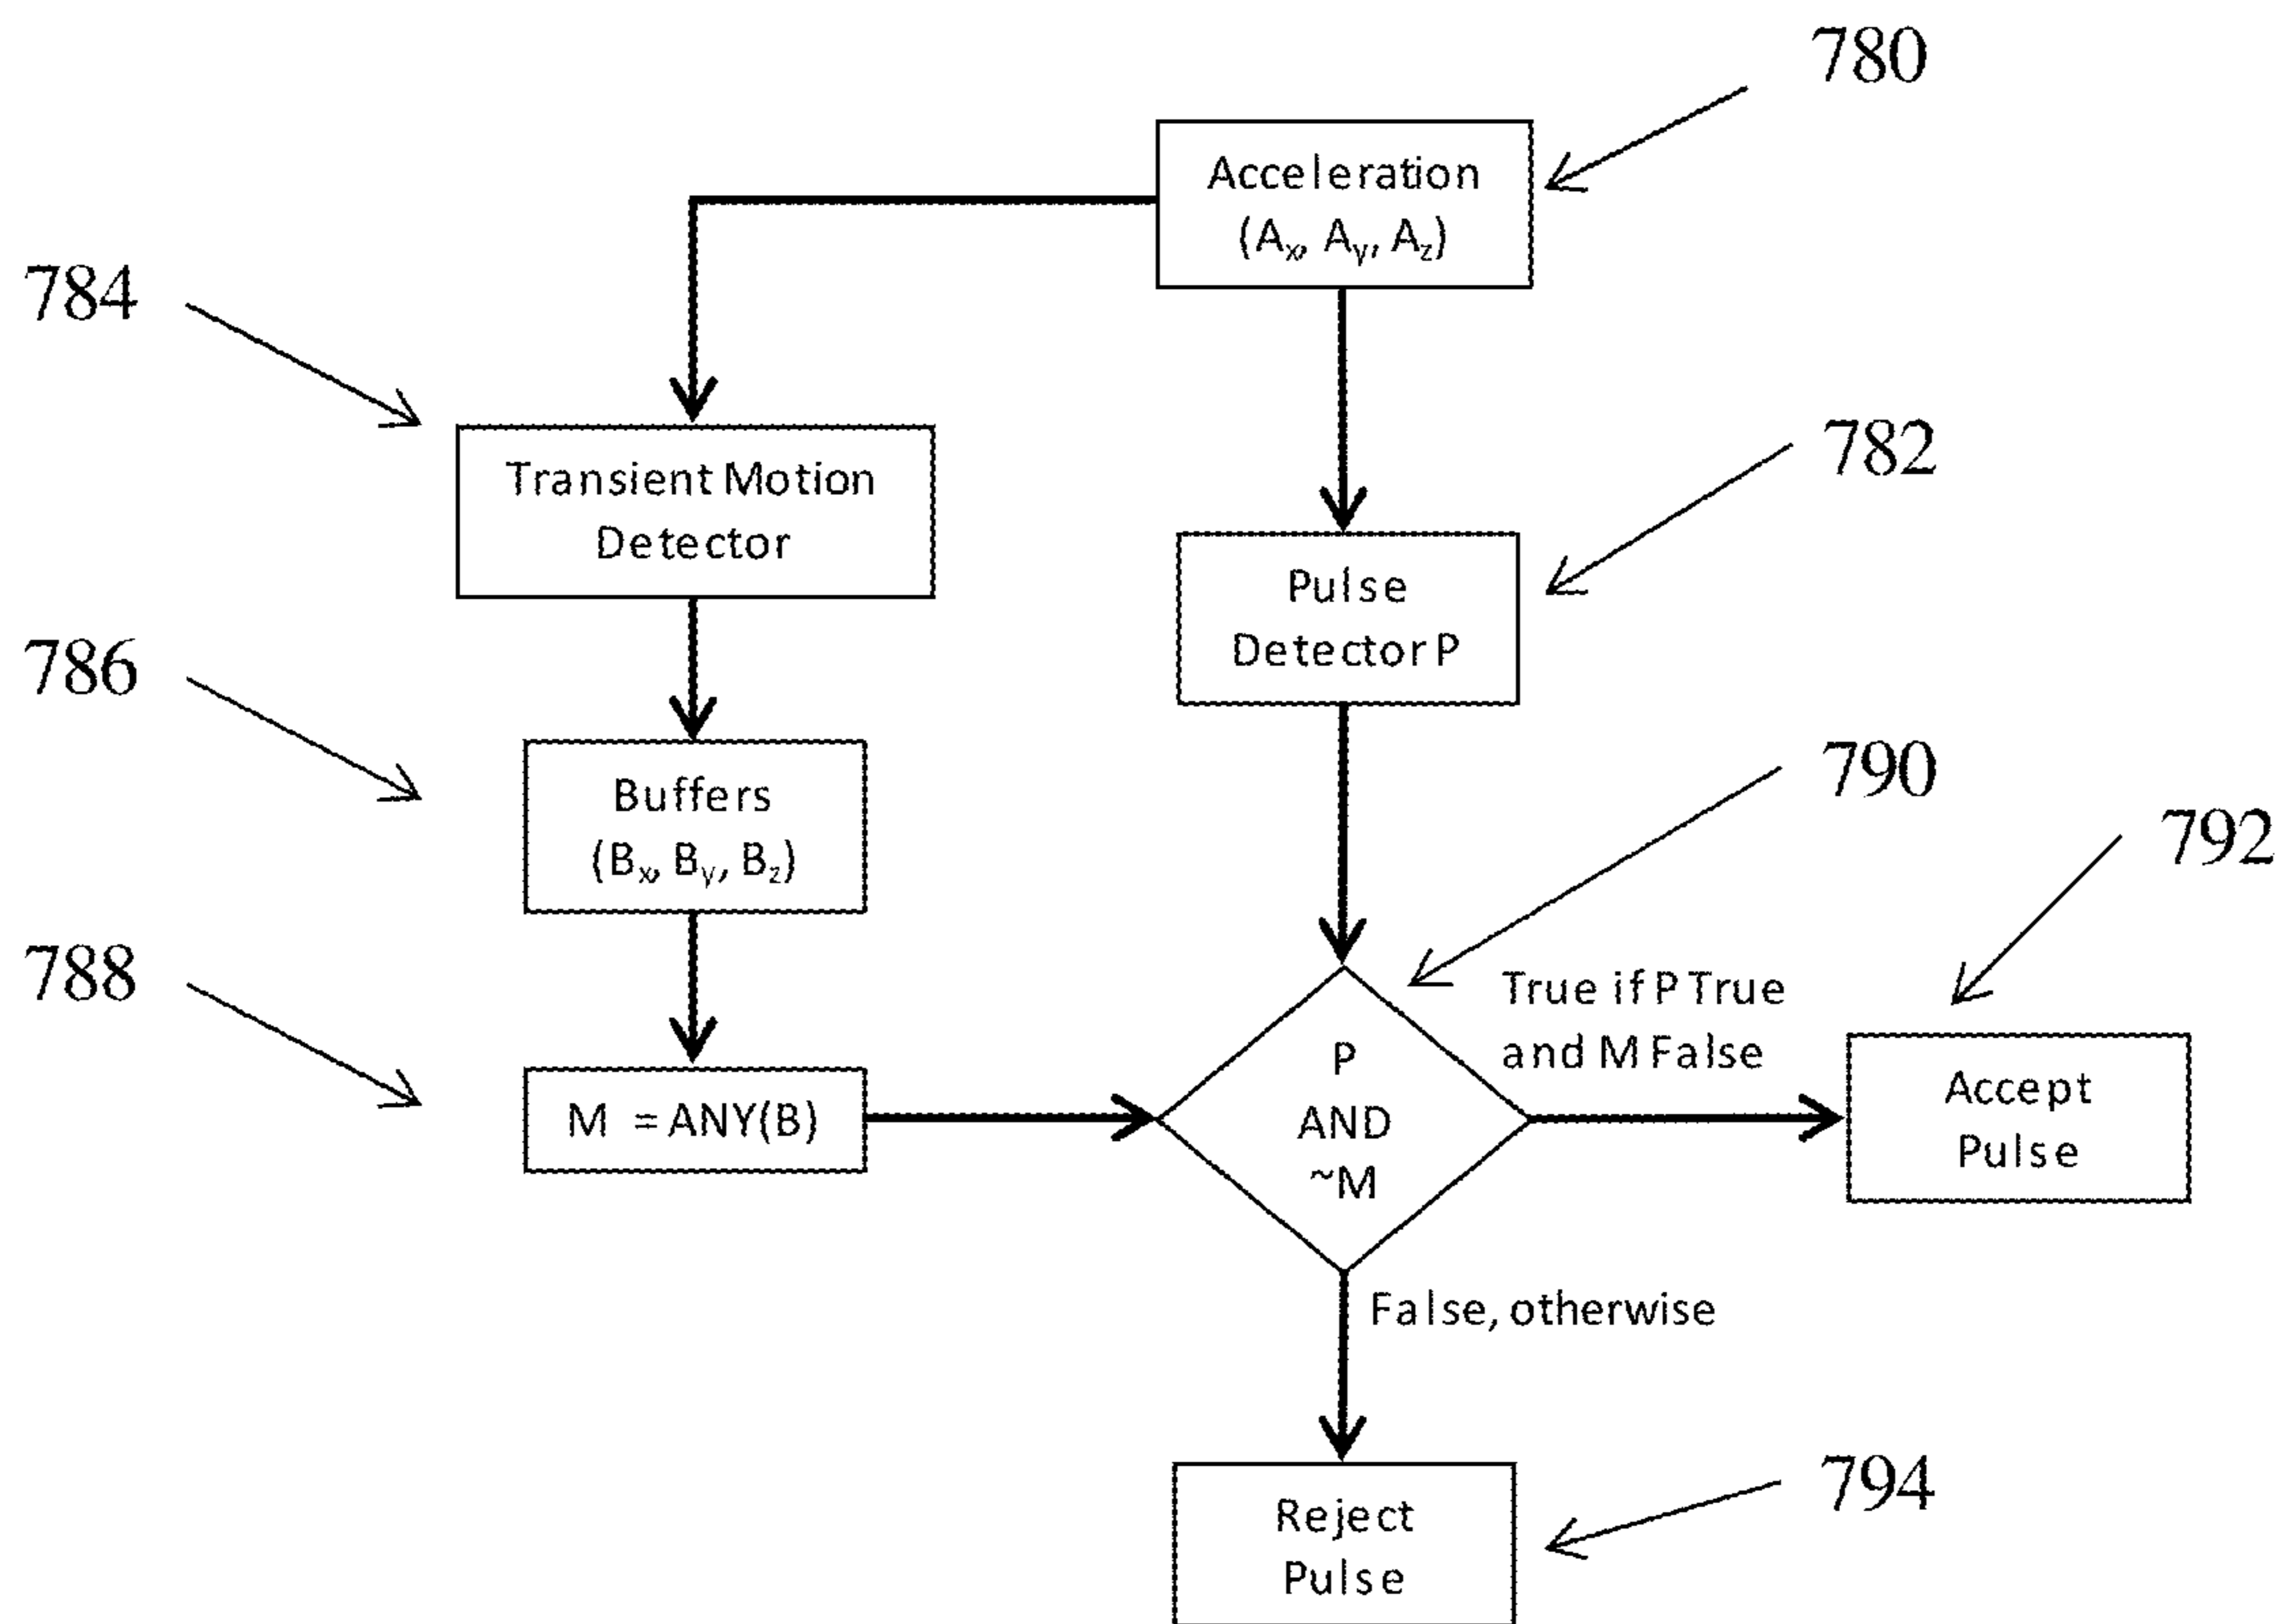 780
Acceleration
(Ax, Ay, Az)
784
Transient Motion
Detector
782
Pulse
Detector P
786
Buffers
(Bx, By, Bz)
790
792
788
M = ANY(B)
P
AND
~M
True if P True
and M False
Accept
Pulse
False, otherwise
794
Reject
Pulse